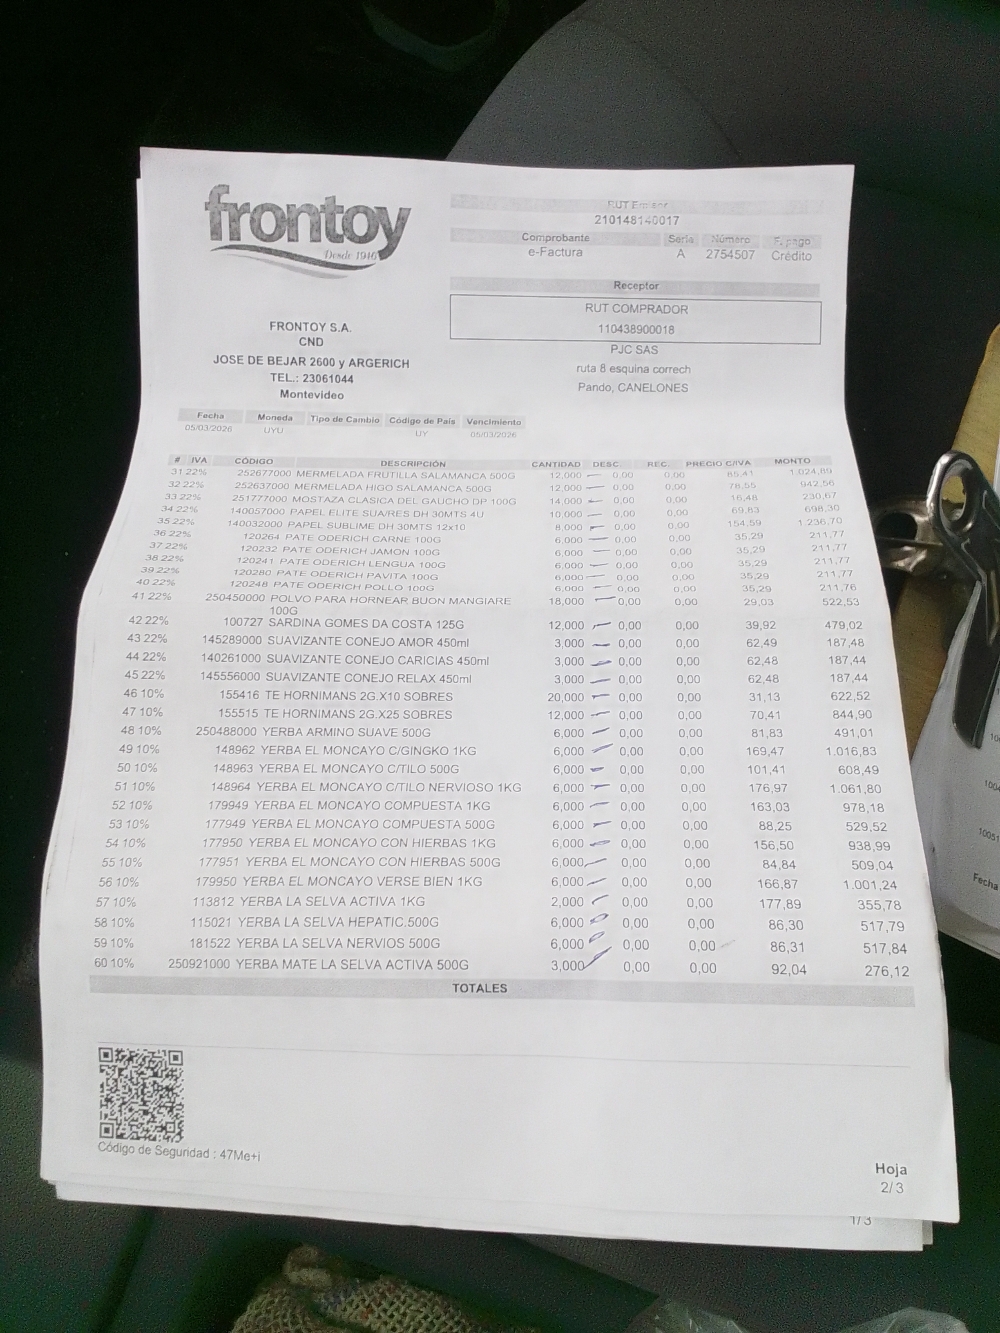 frontoy
Desde 1946
RUT Emisor
210148140017
Comprobante Serie Número F. pago
e-Factura A 2754507 Crédito
Receptor
RUT COMPRADOR
110438900018
PJC SAS
ruta 8 esquina correch
Pando, CANELONES
FRONTOY S.A.
CND
JOSE DE BEJAR 2600 y ARGERICH
TEL.: 23061044
Montevideo
Fecha Moneda Tipo de Cambio Código de País Vencimiento
05/03/2026 UYU UY 05/03/2026
# IVA CÓDIGO DESCRIPCIÓN CANTIDAD DESC. REC. PRECIO C/IVA MONTO
31 22% 252677000 MERMELADA FRUTILLA SALAMANCA 500G 12,000 0,00 0,00 85,41 1.024,89
32 22% 252637000 MERMELADA HIGO SALAMANCA 500G 12,000 0,00 0,00 78,55 942,56
33 22% 251777000 MOSTAZA CLASICA DEL GAUCHO DP 100G 14,000 0,00 0,00 16,48 230,67
34 22% 140057000 PAPEL ELITE SUA/RES DH 30MTS 4U 10,000 0,00 0,00 69,83 698,30
35 22% 140032000 PAPEL SUBLIME DH 30MTS 12x10 8,000 0,00 0,00 154,59 1.236,70
36 22% 120264 PATE ODERICH CARNE 100G 6,000 0,00 0,00 35,29 211,77
37 22% 120232 PATE ODERICH JAMON 100G 6,000 0,00 0,00 35,29 211,77
38 22% 120241 PATE ODERICH LENGUA 100G 6,000 0,00 0,00 35,29 211,77
39 22% 120280 PATE ODERICH PAVITA 100G 6,000 0,00 0,00 35,29 211,77
40 22% 120248 PATE ODERICH POLLO 100G 6,000 0,00 0,00 35,29 211,76
41 22% 250450000 POLVO PARA HORNEAR BUON MANGIARE 18,000 0,00 0,00 29,03 522,53
100G
42 22% 100727 SARDINA GOMES DA COSTA 125G 12,000 0,00 0,00 39,92 479,02
43 22% 145289000 SUAVIZANTE CONEJO AMOR 450ml 3,000 0,00 0,00 62,49 187,48
44 22% 140261000 SUAVIZANTE CONEJO CARICIAS 450ml 3,000 0,00 0,00 62,48 187,44
45 22% 145556000 SUAVIZANTE CONEJO RELAX 450ml 3,000 0,00 0,00 62,48 187,44
46 10% 155416 TE HORNIMANS 2G.X10 SOBRES 20,000 0,00 0,00 31,13 622,52
47 10% 155515 TE HORNIMANS 2G.X25 SOBRES 12,000 0,00 0,00 70,41 844,90
48 10% 250488000 YERBA ARMINO SUAVE 500G 6,000 0,00 0,00 81,83 491,01
49 10% 148962 YERBA EL MONCAYO C/GINGKO 1KG 6,000 0,00 0,00 169,47 1.016,83
50 10% 148963 YERBA EL MONCAYO C/TILO 500G 6,000 0,00 0,00 101,41 608,49
51 10% 148964 YERBA EL MONCAYO C/TILO NERVIOSO 1KG 6,000 0,00 0,00 176,97 1.061,80
52 10% 179949 YERBA EL MONCAYO COMPUESTA 1KG 6,000 0,00 0,00 163,03 978,18
53 10% 177949 YERBA EL MONCAYO COMPUESTA 500G 6,000 0,00 0,00 88,25 529,52
54 10% 177950 YERBA EL MONCAYO CON HIERBAS 1KG 6,000 0,00 0,00 156,50 938,99
55 10% 177951 YERBA EL MONCAYO CON HIERBAS 500G 6,000 0,00 0,00 84,84 509,04
56 10% 179950 YERBA EL MONCAYO VERSE BIEN 1KG 6,000 0,00 0,00 166,87 1.001,24
57 10% 113812 YERBA LA SELVA ACTIVA 1KG 2,000 0,00 0,00 177,89 355,78
58 10% 115021 YERBA LA SELVA HEPATIC.500G 6,000 0,00 0,00 86,30 517,79
59 10% 181522 YERBA LA SELVA NERVIOS 500G 6,000 0,00 0,00 86,31 517,84
60 10% 250921000 YERBA MATE LA SELVA ACTIVA 500G 3,000 0,00 0,00 92,04 276,12
TOTALES
Código de Seguridad : 47Me+i
Hoja
2/ 3
1/ 3
Fecha